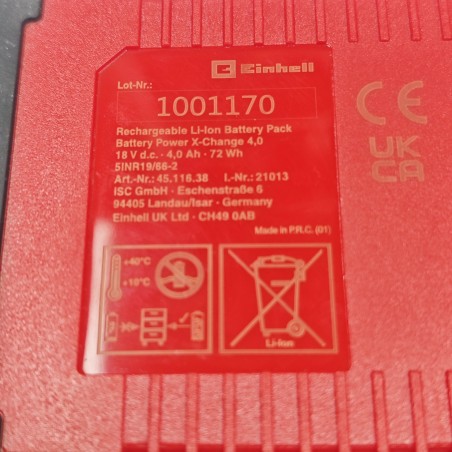 Einhell
Lot-Nr.:
1001170
Rechargeable Li-Ion Battery Pack
Battery Power X-Change 4,0
18 V d.c. · 4,0 Ah · 72 Wh
5INR19/66-2
Art.-Nr.: 45.116.38 I.-Nr.: 21013
ISC GmbH · Eschenstraße 6
94405 Landau/Isar · Germany
Einhell UK Ltd · CH49 0AB
Made in P.R.C. (01)
+40°C
+10°C
Li-Ion
CE
UK
CA